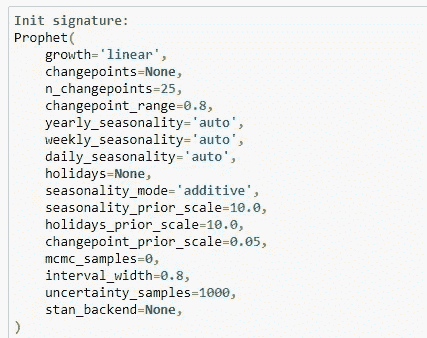 Init signature:
Prophet(
    growth='linear',
    changepoints=None,
    n_changepoints=25,
    changepoint_range=0.8,
    yearly_seasonality='auto',
    weekly_seasonality='auto',
    daily_seasonality='auto',
    holidays=None,
    seasonality_mode='additive',
    seasonality_prior_scale=10.0,
    holidays_prior_scale=10.0,
    changepoint_prior_scale=0.05,
    mcmc_samples=0,
    interval_width=0.8,
    uncertainty_samples=1000,
    stan_backend=None,
)